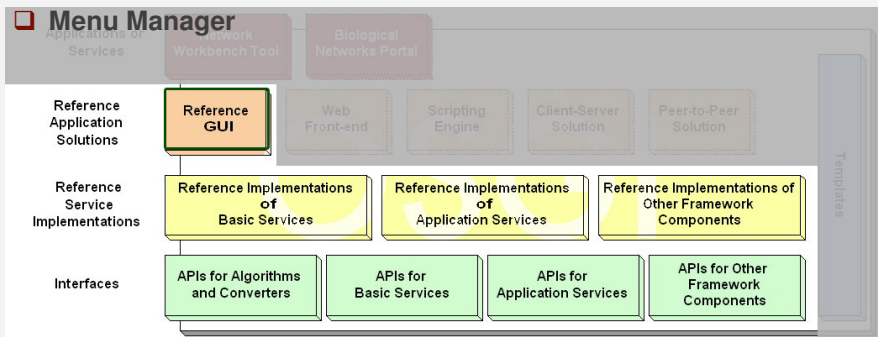 Menu Manager
Applications of
Services
Network
Workbench Tool
Biological
Networks Portal
Reference
Application
Solutions
Reference
GUI
Web
Front-end
Scripting
Engine
Client-Server
Solution
Peer-to-Peer
Solution
Templates
Reference
Service
Implementations
Reference Implementations
of
Basic Services
Reference Implementations
of
Application Services
Reference Implementations of
Other Framework
Components
Interfaces
APIs for Algorithms
and Converters
APIs for
Basic Services
APIs for
Application Services
APIs for Other
Framework
Components